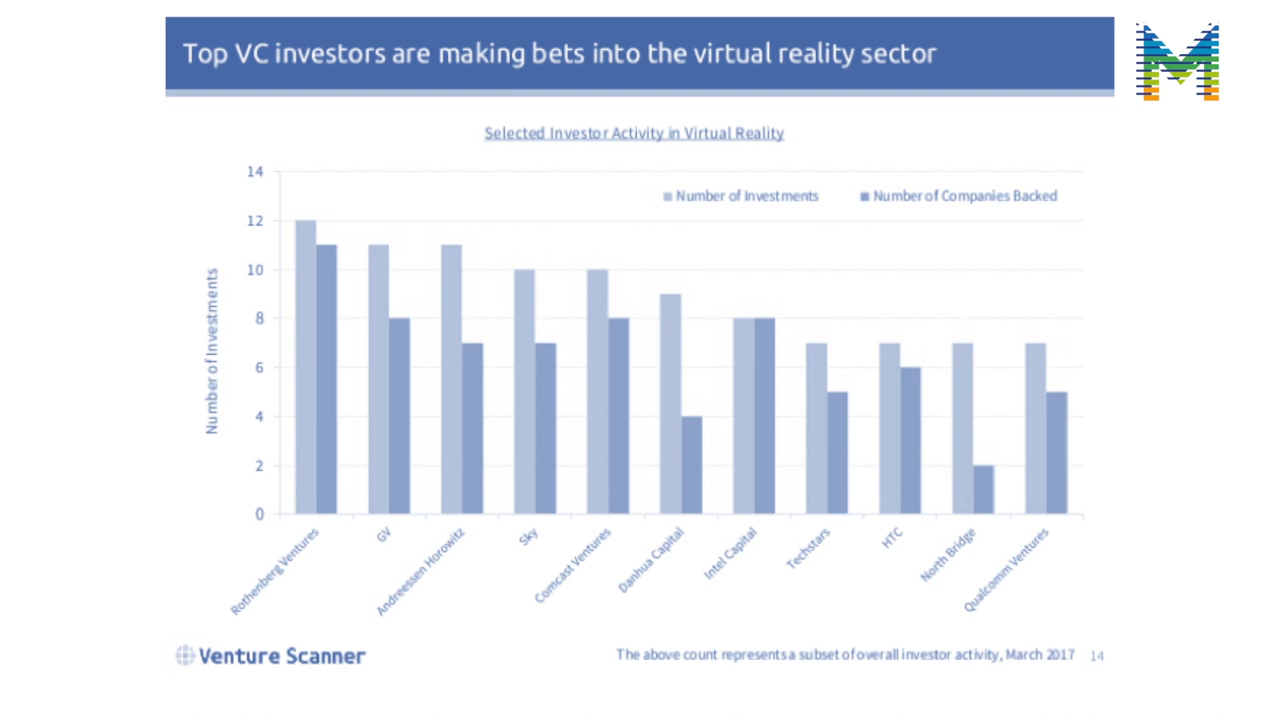 Top VC investors are making bets into the virtual reality sector
Selected Investor Activity in Virtual Reality
Number of Investments
Number of Companies Backed
Number of Investments
14
12
10
8
6
4
2
0
Rothenberg Ventures
GV
Andreessen Horowitz
Sky
Comcast Ventures
Danhua Capital
Intel Capital
Techstars
HTC
North Bridge
Qualcomm Ventures
Venture Scanner
The above count represents a subset of overall investor activity, March 2017
14